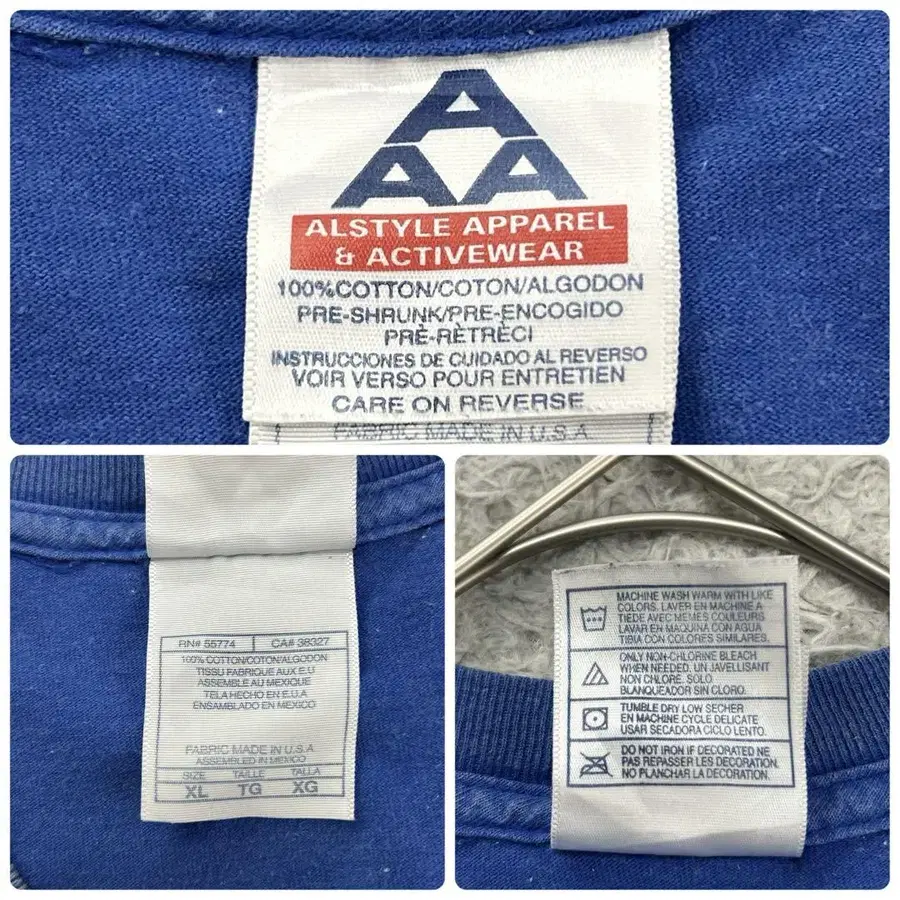 AAA
ALSTYLE APPAREL
& ACTIVEWEAR
100%COTTON/COTON/ALGODON
PRE-SHRUNK/PRE-ENCOGIDO
PRÈ-RÈTRÈCI
INSTRUCCIONES DE CUIDADO AL REVERSO
VOIR VERSO POUR ENTRETIEN
CARE ON REVERSE
FABRIC MADE IN U.S.A
RN# 55774 CA# 38327
100% COTTON/COTON/ALGODON
TISSU FABRIQUE AUX E.U
ASSEMBLE AU MEXIQUE
TELA HECHO EN E.U.A
ENSAMBLADO EN MEXICO
FABRIC MADE IN U.S.A
ASSEMBLED IN MEXICO
SIZE TAILLE TALLA
XL TG XG
MACHINE WASH WARM WITH LIKE
COLORS. LAVER EN MACHINE A
TIEDE AVEC MEMES COULEURS
LAVAR EN MAQUINA CON AGUA
TIBIA CON COLORES SIMILARES.
ONLY NON-CHLORINE BLEACH
WHEN NEEDED. UN JAVELLISANT
NON CHLORE. SOLO
BLANQUEADOR SIN CLORO.
TUMBLE DRY LOW SECHER
EN MACHINE CYCLE DELICATE
USAR SECADORA CICLO LENTO.
DO NOT IRON IF DECORATED NE
PAS REPASSER LES DECORATION.
NO PLANCHAR LA DECORATION.